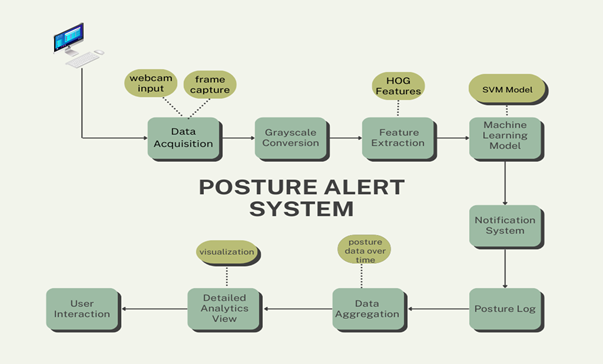 webcam
input
frame
capture
HOG
Features
SVM Model
Data
Acquisition
Grayscale
Conversion
Feature
Extraction
Machine
Learning
Model
POSTURE ALERT
SYSTEM
Notification
System
visualization
posture
data over
time
User
Interaction
Detailed
Analytics
View
Data
Aggregation
Posture Log